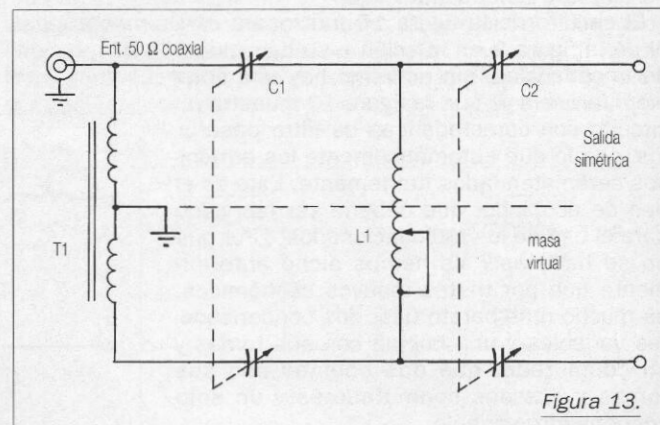 Ent. 50 Ω coaxial
C1
C2
Salida
simétrica
T1
L1
masa
virtual
Figura 13.